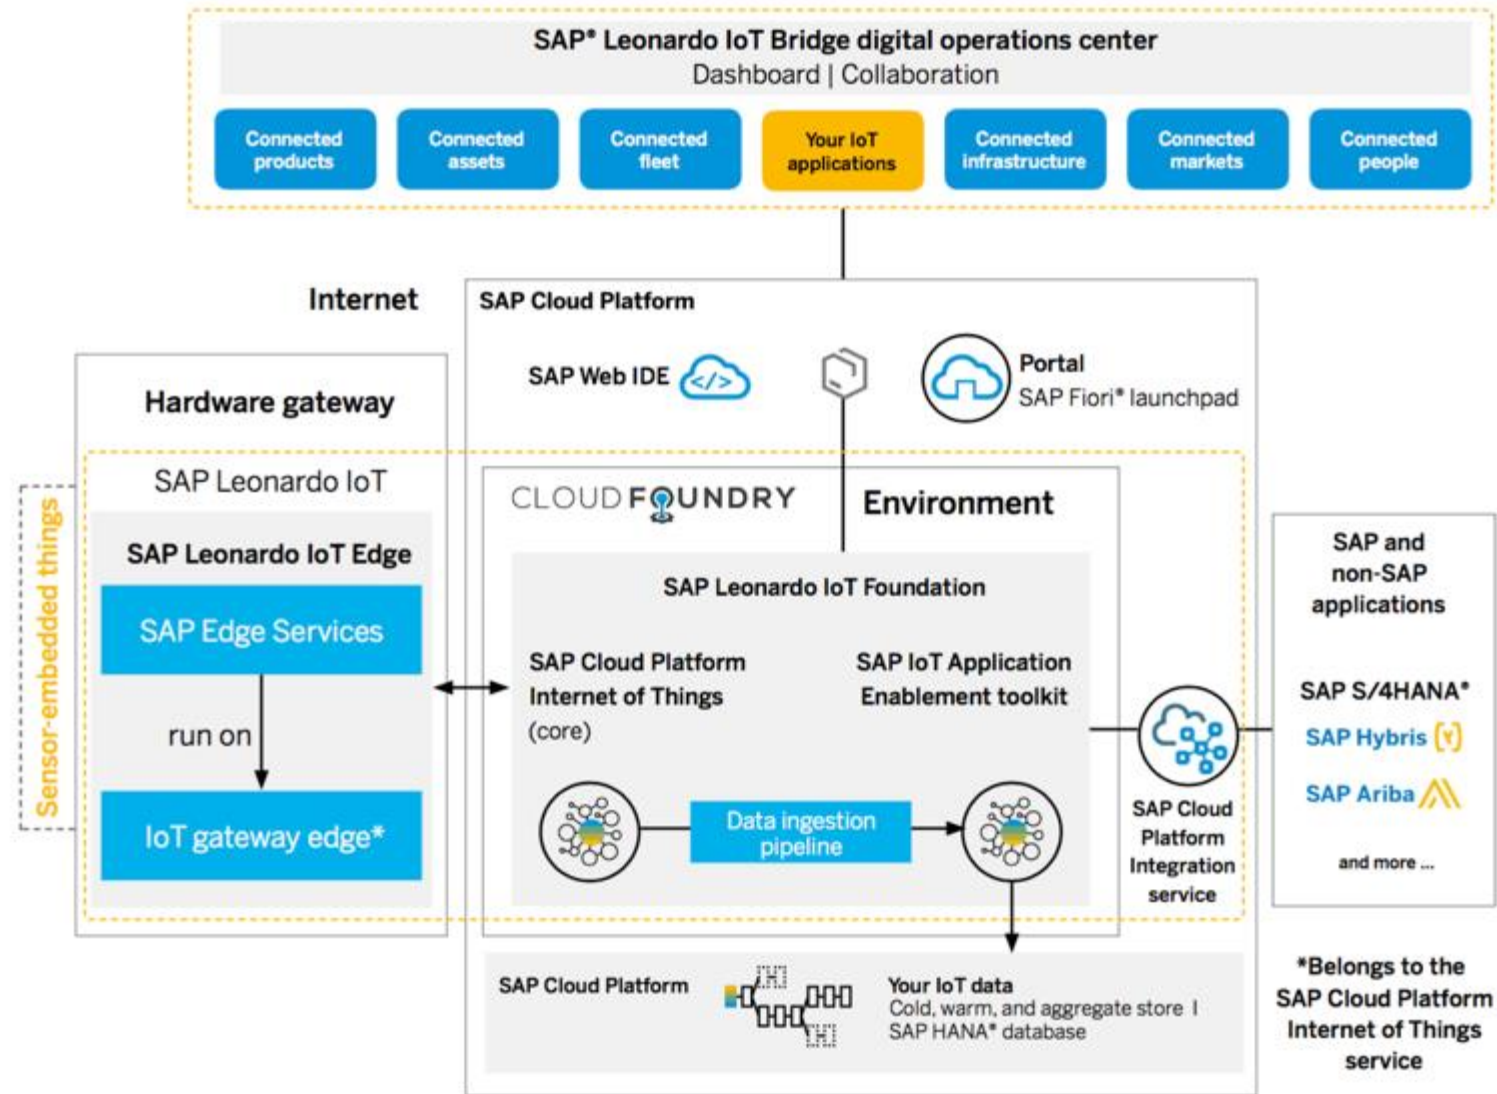 SAP® Leonardo IoT Bridge digital operations center
Dashboard | Collaboration
Connected
products
Connected
assets
Connected
fleet
Your IoT
applications
Connected
infrastructure
Connected
markets
Connected
people
Internet
SAP Cloud Platform
SAP Web IDE
</>
Portal
SAP Fiori® launchpad
Hardware gateway
SAP Leonardo IoT
SAP Leonardo IoT Edge
SAP Edge Services
run on
IoT gateway edge*
Sensor-embedded things
CLOUD FOUNDRY
Environment
SAP Leonardo IoT Foundation
SAP Cloud Platform
Internet of Things
(core)
SAP IoT Application
Enablement toolkit
Data ingestion
pipeline
SAP Cloud
Platform
Integration
service
SAP and
non-SAP
applications
SAP S/4HANA®
SAP Hybris (Y)
SAP Ariba
and more ...
SAP Cloud Platform
Your IoT data
Cold, warm, and aggregate store |
SAP HANA® database
*Belongs to the
SAP Cloud Platform
Internet of Things
service